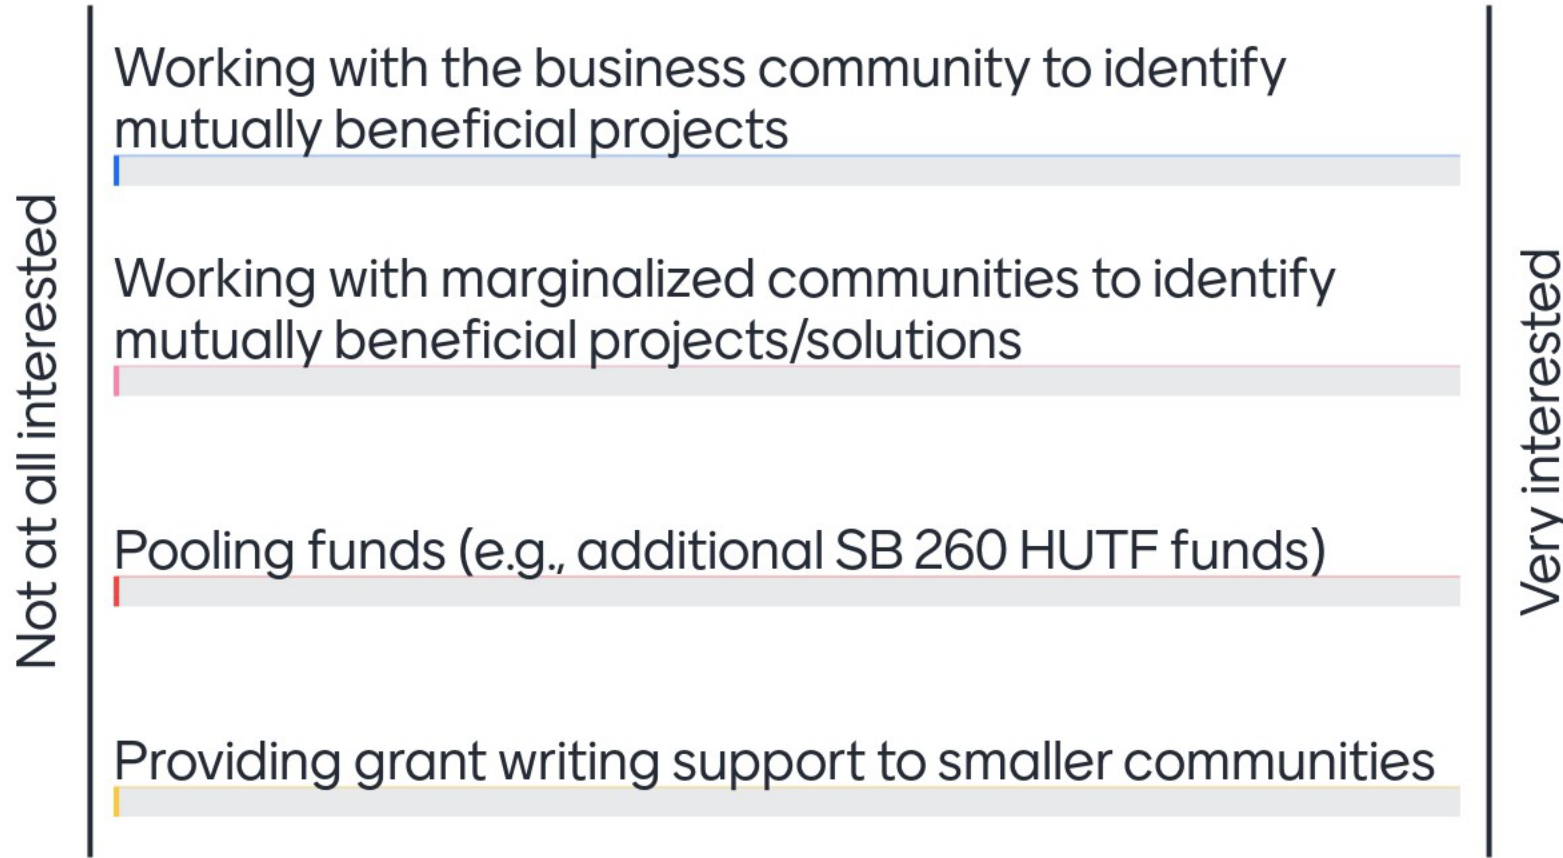 Not at all interested
Working with the business community to identify
mutually beneficial projects
Working with marginalized communities to identify
mutually beneficial projects/solutions
Pooling funds (e.g., additional SB 260 HUTF funds)
Providing grant writing support to smaller communities
Very interested